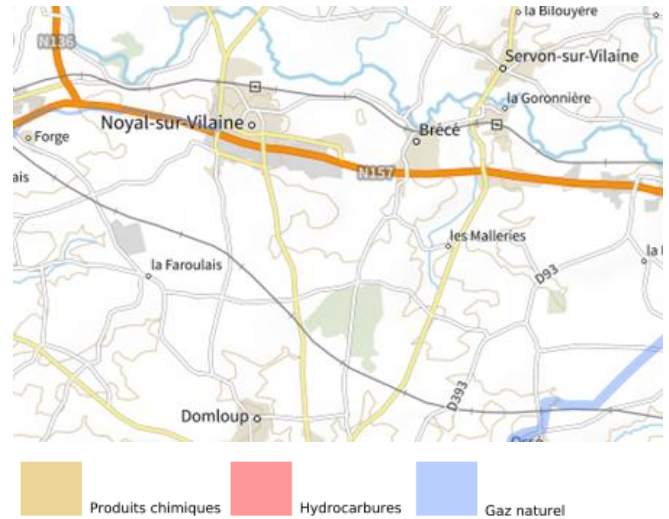 la Bilouyère
N136
Servon-sur-Vilaine
la Goronnière
Noyal-sur-Vilaine
Brécé
Forge
N157
ais
les Malleries
la Faroulais
D93
D393
Domloup
Produits chimiques Hydrocarbures Gaz naturel